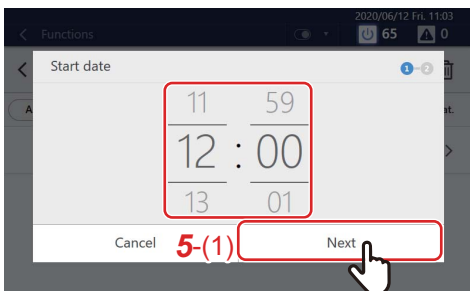 2020/06/12 Fri. 11:03
Functions
65
0
Start date
1-2
A
at.
11 59
12 : 00
13 01
Cancel
5-(1)
Next